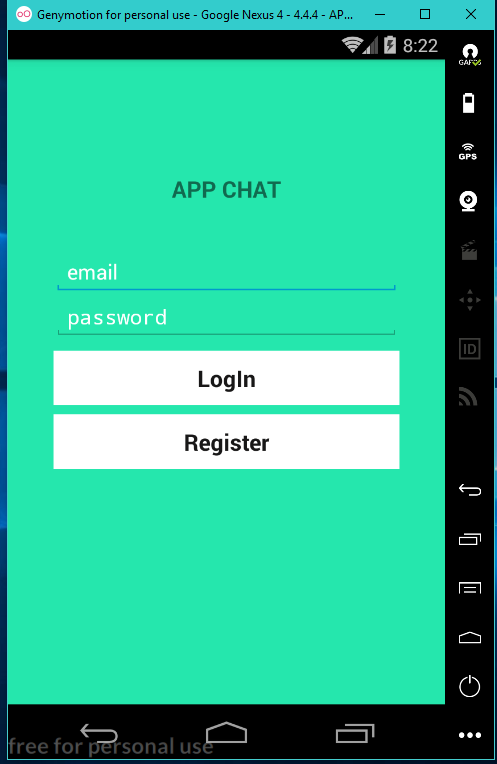 Genymotion for personal use - Google Nexus 4 - 4.4.4 - AP...
8:22
GAPPS
GPS
APP CHAT
email
password
LogIn
ID
Register
free for personal use